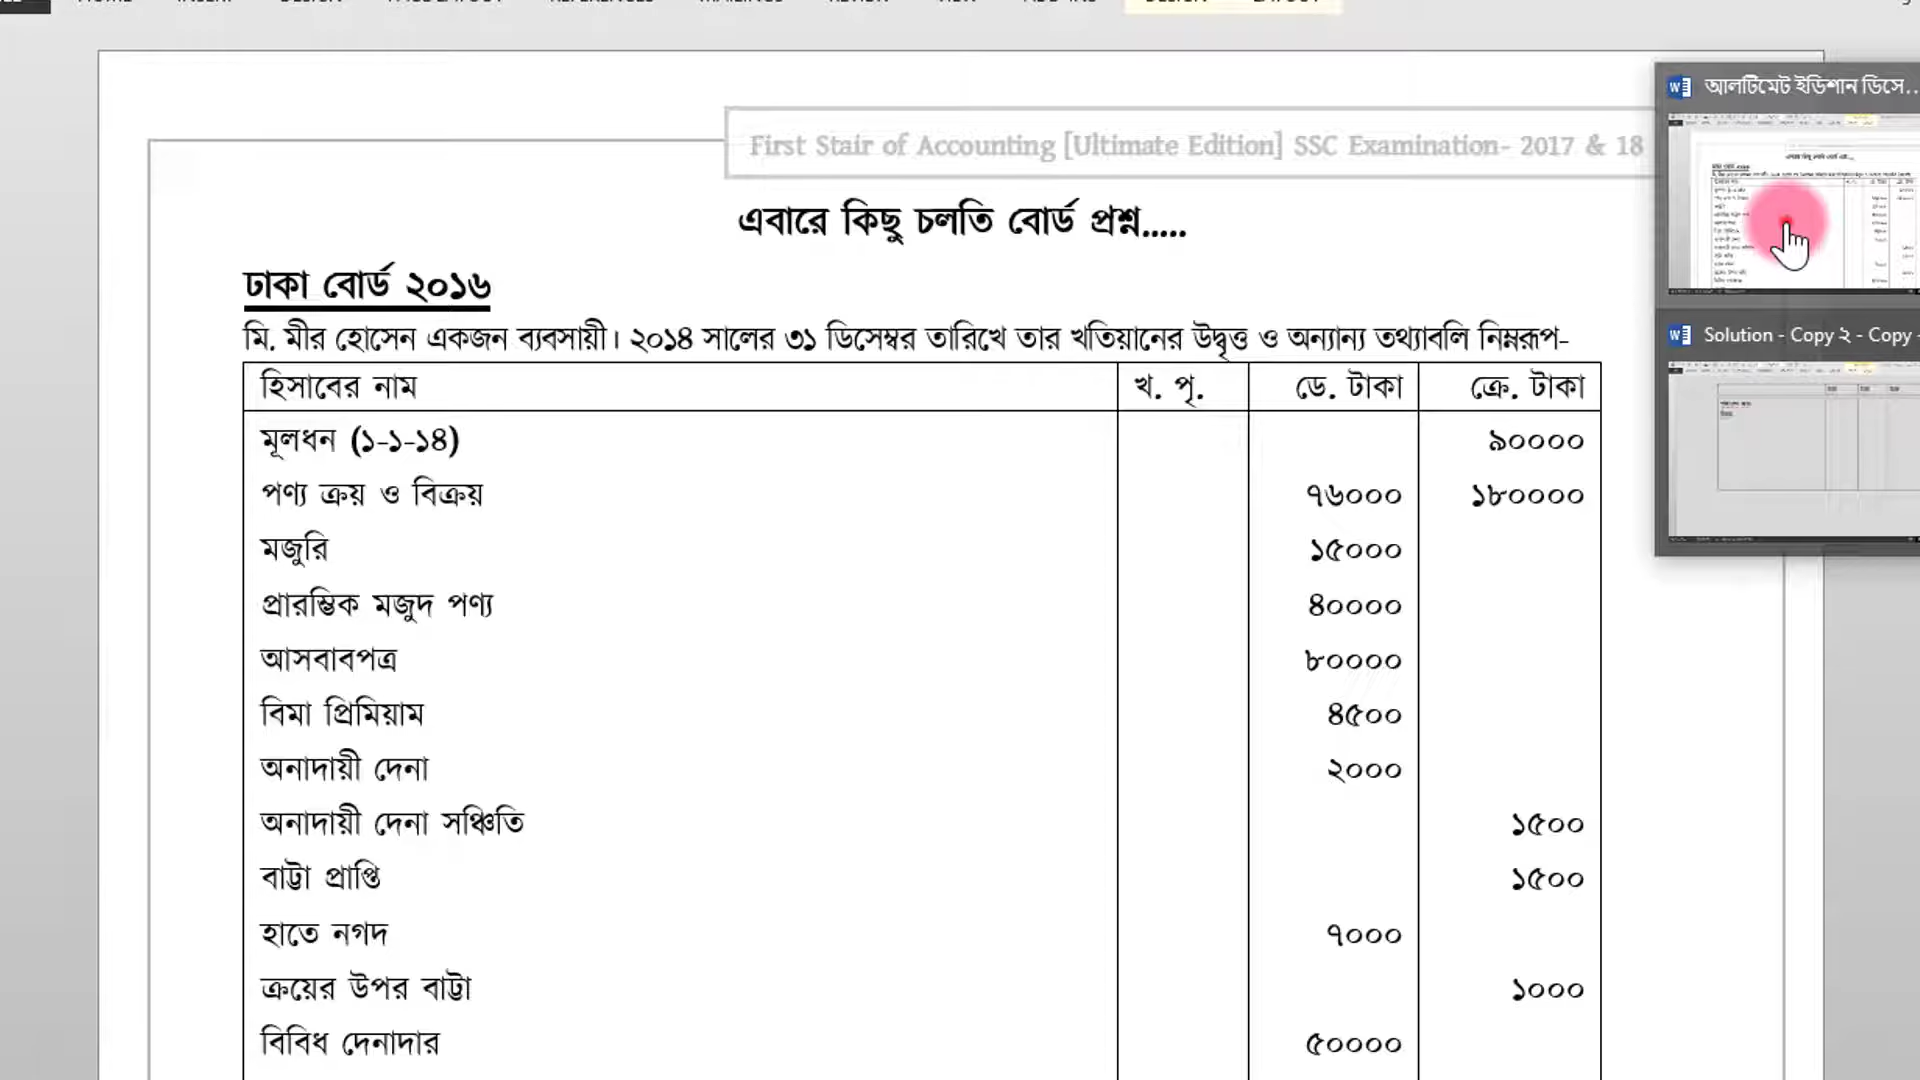 First Stair of Accounting [Ultimate Edition] SSC Examination- 2017 & 18
এবারে কিছু চলতি বোর্ড প্রশ্ন.....
ঢাকা বোর্ড ২০১৬
মি. মীর হোসেন একজন ব্যবসায়ী। ২০১৪ সালের ৩১ ডিসেম্বর তারিখে তার খতিয়ানের উদ্বৃত্ত ও অন্যান্য তথ্যাবলি নিম্নরূপ-
হিসাবের নাম খ. পৃ. ডে. টাকা ক্রে. টাকা
মূলধন (১-১-১৪) ৯০০০০
পণ্য ক্রয় ও বিক্রয় ৭৬০০০ ১৮০০০০
মজুরি ১৫০০০
প্রারম্ভিক মজুদ পণ্য ৪০০০০
আসবাবপত্র ৮০০০০
বিমা প্রিমিয়াম ৪৫০০
অনাদায়ী দেনা ২০০০
অনাদায়ী দেনা সঞ্চিতি ১৫০০
বাট্টা প্রাপ্তি ১৫০০
হাতে নগদ ৭০০০
ক্রয়ের উপর বাট্টা ১০০০
বিবিধ দেনাদার ৫০০০০
আলটিমেট ইডিশান ডিসে...
Solution - Copy ২ - Copy -